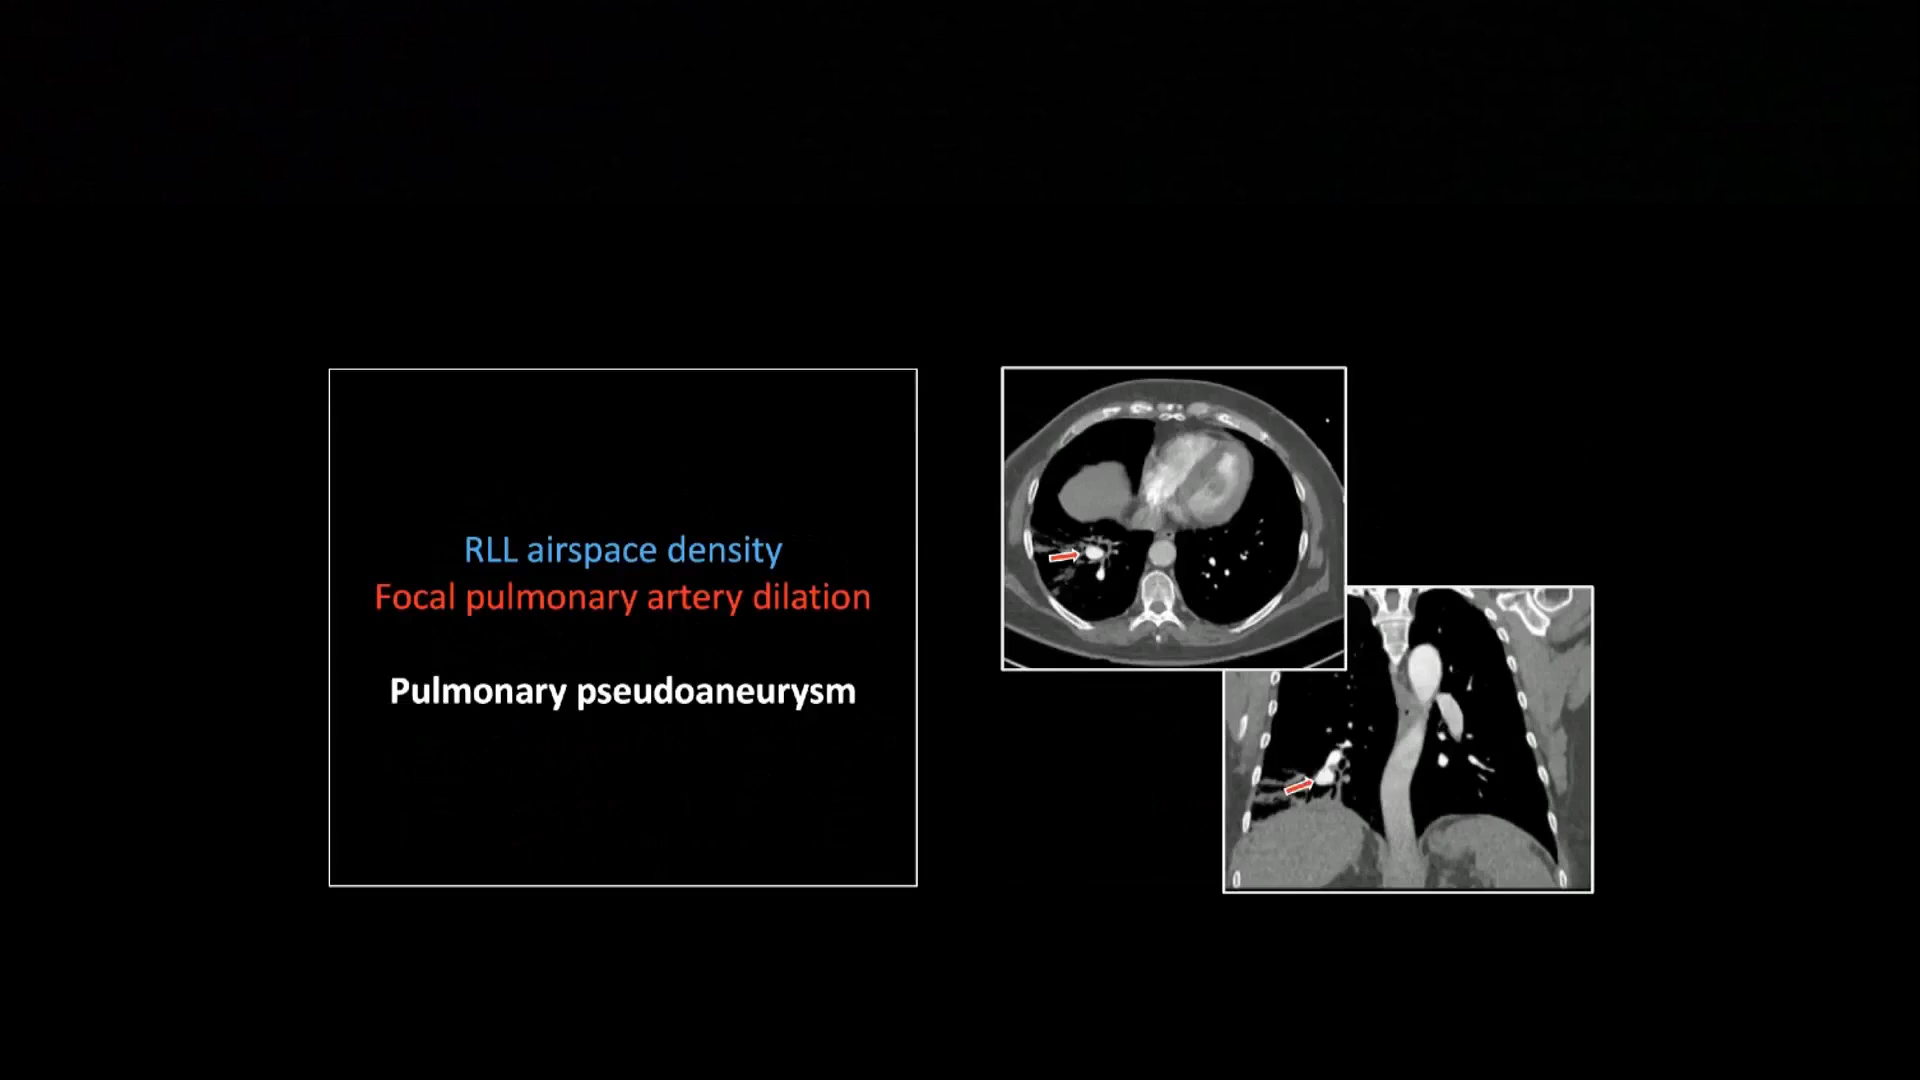 RLL airspace density
Focal pulmonary artery dilation
Pulmonary pseudoaneurysm